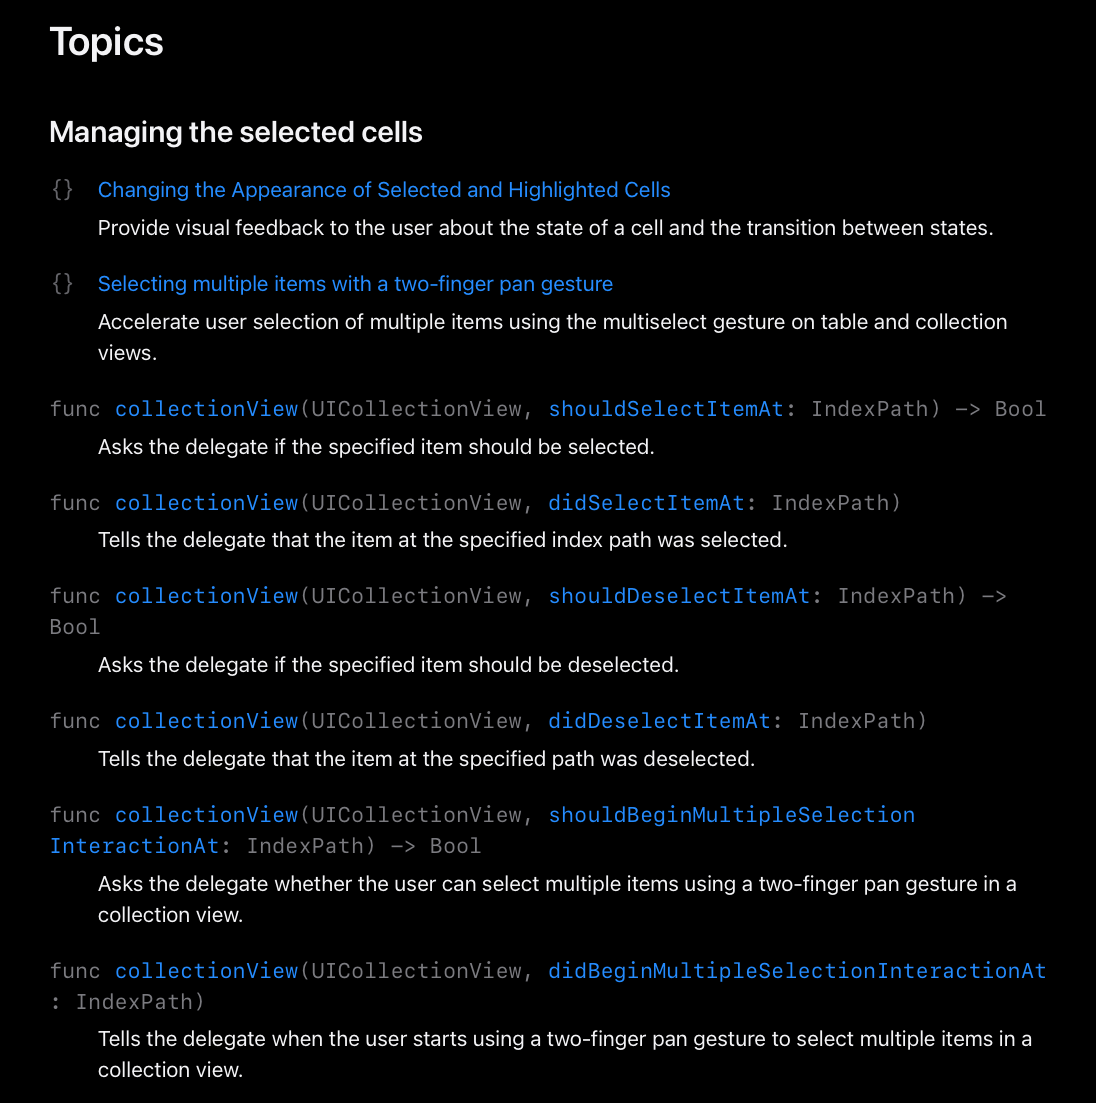 Topics
Managing the selected cells
{} Changing the Appearance of Selected and Highlighted Cells
Provide visual feedback to the user about the state of a cell and the transition between states.
{} Selecting multiple items with a two-finger pan gesture
Accelerate user selection of multiple items using the multiselect gesture on table and collection
views.
func collectionView(UICollectionView, shouldSelectItemAt: IndexPath) -> Bool
Asks the delegate if the specified item should be selected.
func collectionView(UICollectionView, didSelectItemAt: IndexPath)
Tells the delegate that the item at the specified index path was selected.
func collectionView(UICollectionView, shouldDeselectItemAt: IndexPath) ->
Bool
Asks the delegate if the specified item should be deselected.
func collectionView(UICollectionView, didDeselectItemAt: IndexPath)
Tells the delegate that the item at the specified path was deselected.
func collectionView(UICollectionView, shouldBeginMultipleSelection
InteractionAt: IndexPath) -> Bool
Asks the delegate whether the user can select multiple items using a two-finger pan gesture in a
collection view.
func collectionView(UICollectionView, didBeginMultipleSelectionInteractionAt
: IndexPath)
Tells the delegate when the user starts using a two-finger pan gesture to select multiple items in a
collection view.